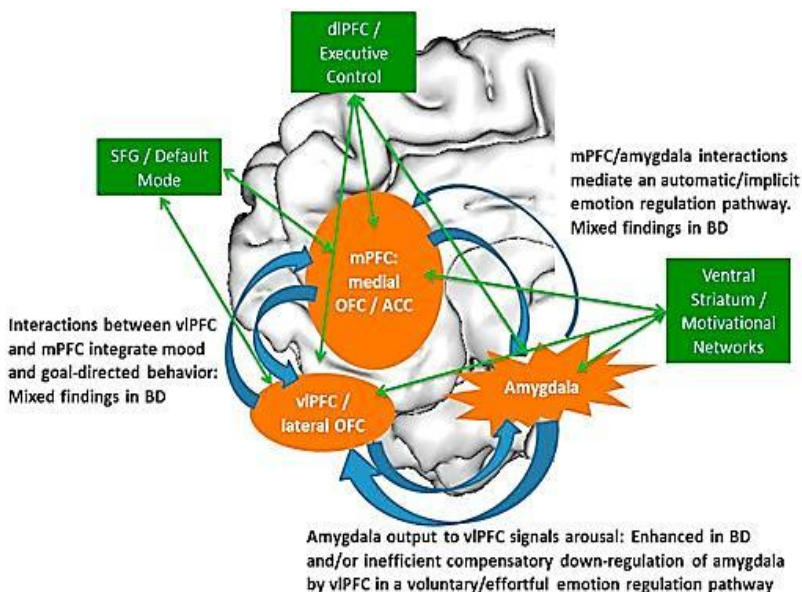 dlPFC /
Executive
Control
SFG / Default
Mode
mPFC/amygdala interactions
mediate an automatic/implicit
emotion regulation pathway.
Mixed findings in BD
mPFC:
medial
OFC / ACC
Ventral
Striatum /
Motivational
Networks
Interactions between vlPFC
and mPFC integrate mood
and goal-directed behavior:
Mixed findings in BD
vlPFC /
lateral OFC
Amygdala
Amygdala output to vlPFC signals arousal: Enhanced in BD
and/or inefficient compensatory down-regulation of amygdala
by vlPFC in a voluntary/effortful emotion regulation pathway